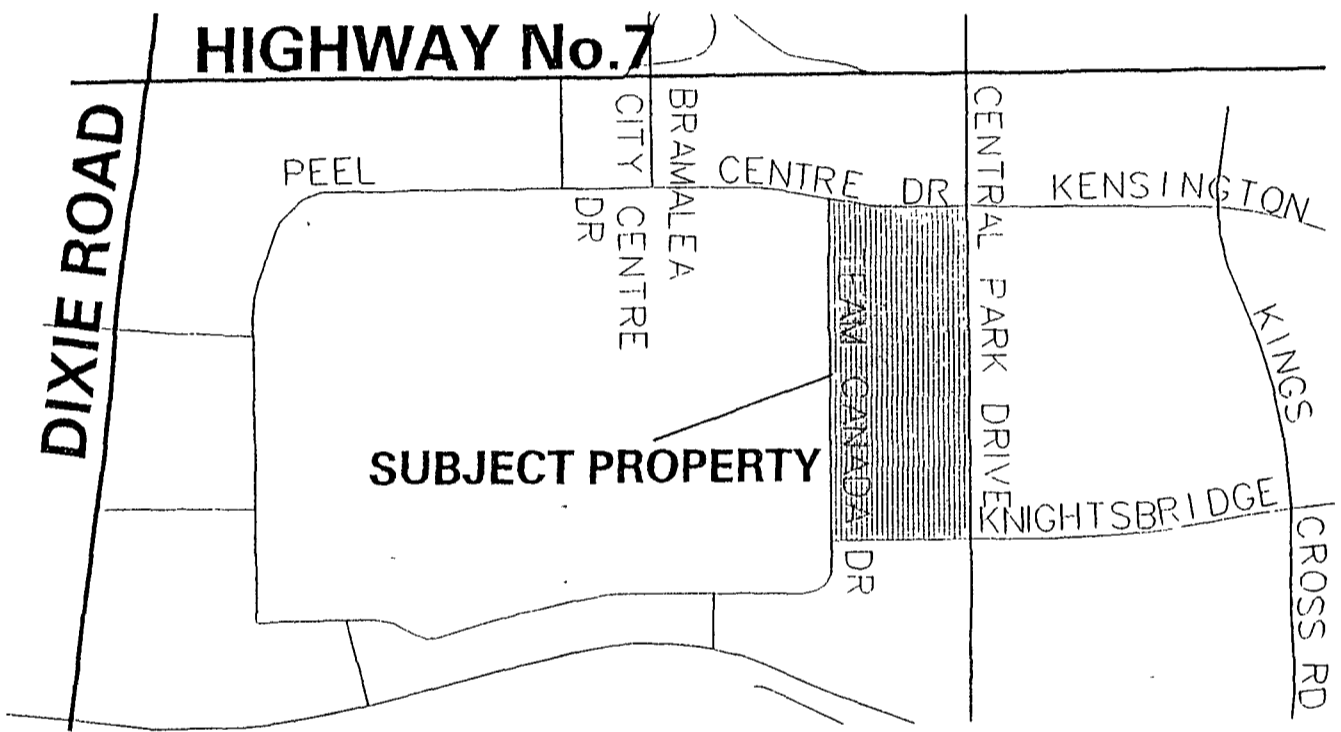 HIGHWAY No.7
DIXIE ROAD
PEEL
CENTRE DR
CITY CENTRE
DR
BRAMALEA
CENTRAL PARK DRIVE
KENSINGTON
KINGS
CROSS RD
TEAM CANADA DR
SUBJECT PROPERTY
KNIGHTSBRIDGE